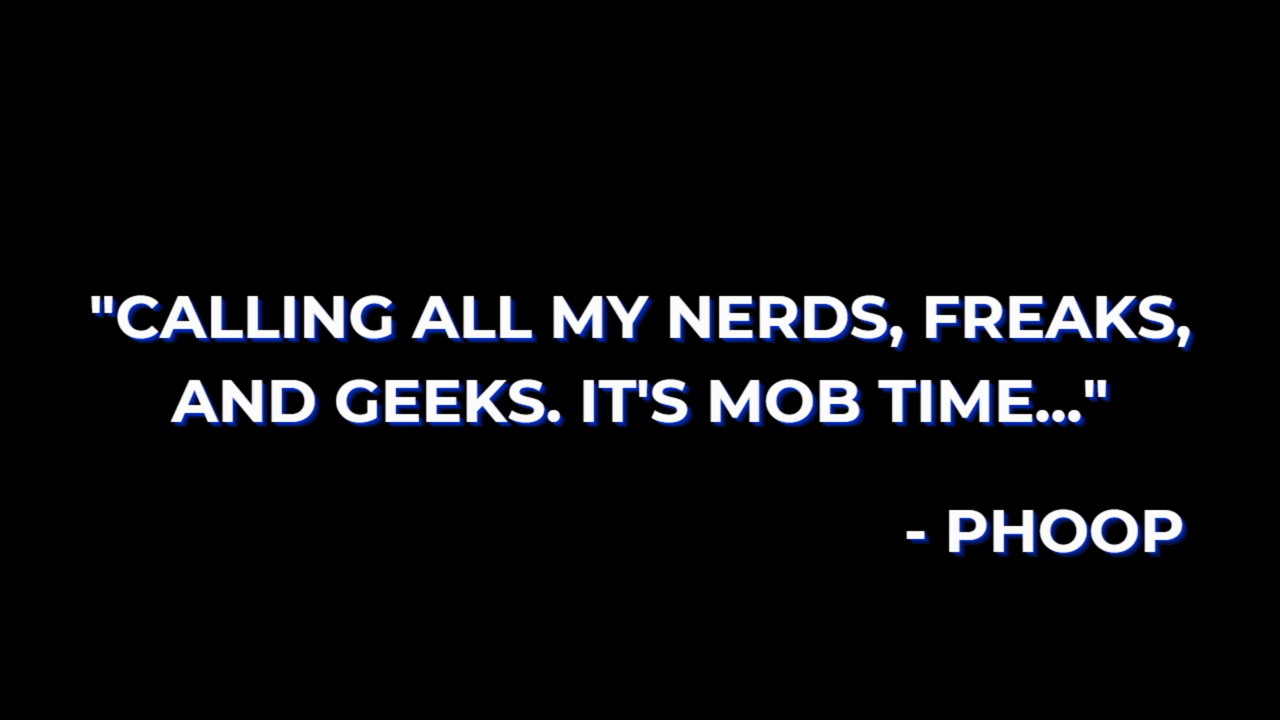 "CALLING ALL MY NERDS, FREAKS,
AND GEEKS. IT'S MOB TIME..."
- PHOOP